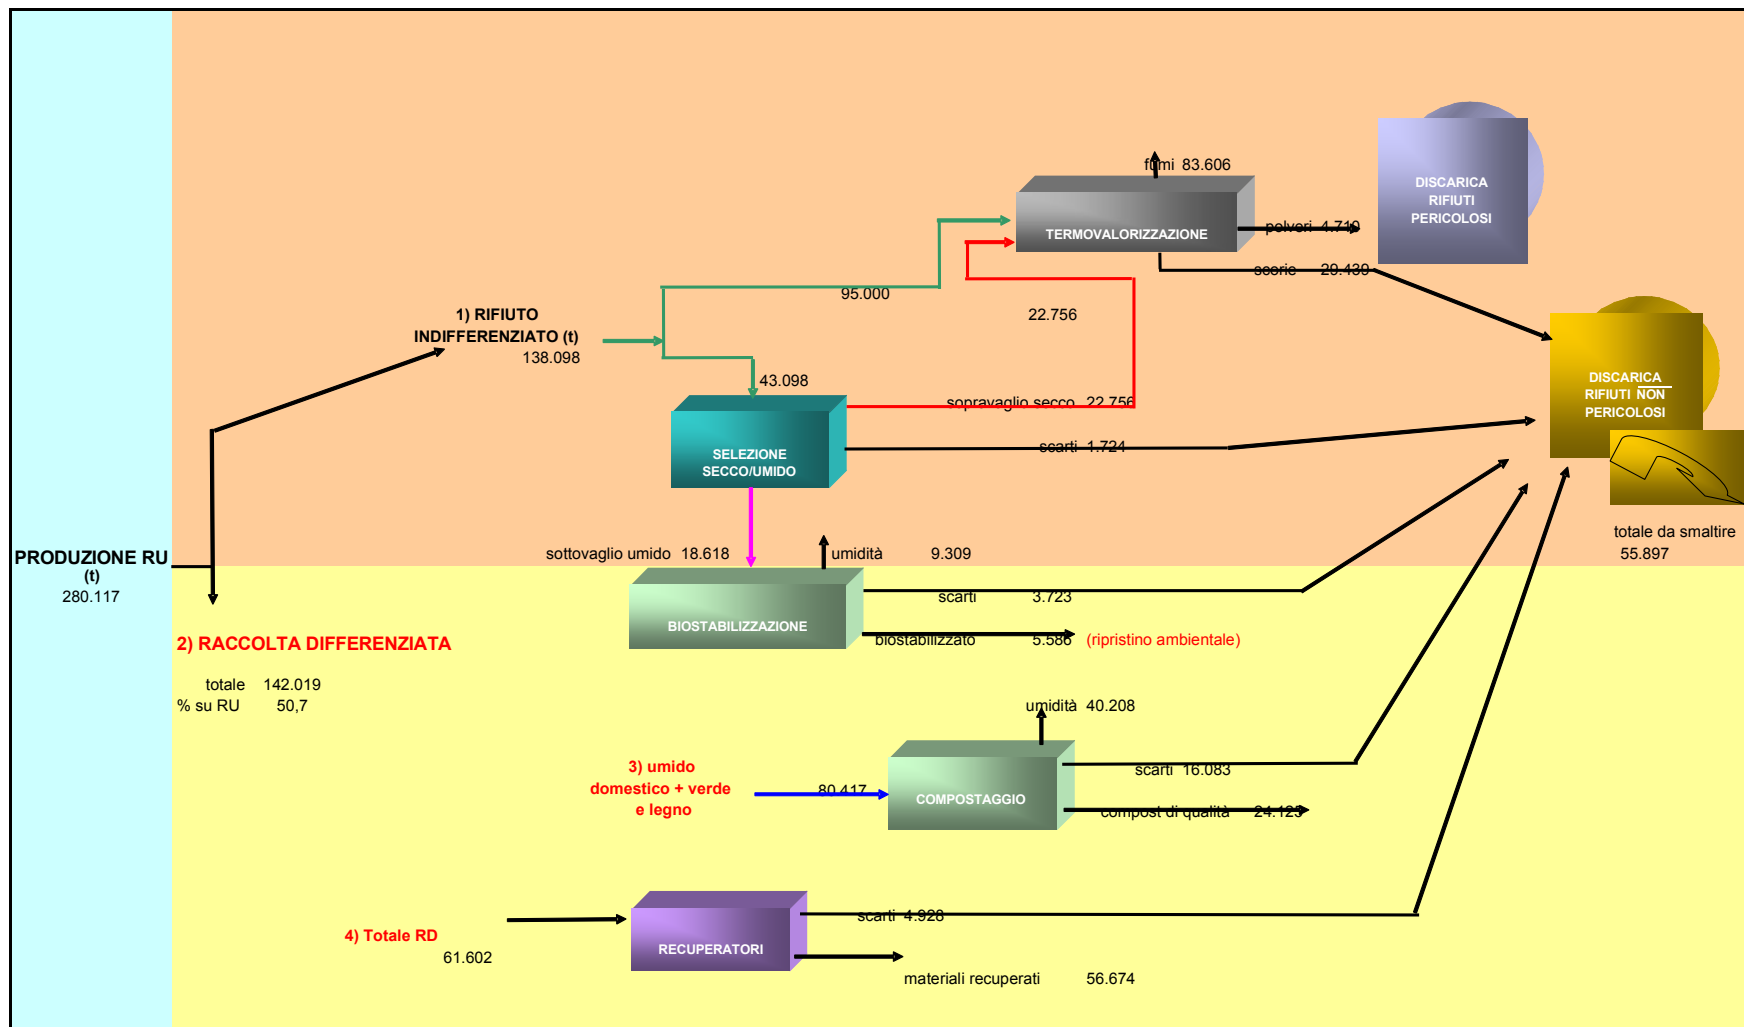 fumi 83.606
DISCARICA
RIFIUTI
PERICOLOSI
TERMOVALORIZZAZIONE
polveri 4.710
scorie 29.439
95.000
22.756
1) RIFIUTO
INDIFFERENZIATO (t)
138.098
43.098
sopravaglio secco 22.756
DISCARICA
RIFIUTI NON
PERICOLOSI
SELEZIONE
SECCO/UMIDO
scarti 1.724
totale da smaltire
55.897
PRODUZIONE RU
(t)
280.117
sottovaglio umido 18.618
umidità 9.309
BIOSTABILIZZAZIONE
scarti 3.723
biostabilizzato 5.586 (ripristino ambientale)
2) RACCOLTA DIFFERENZIATA
totale 142.019
% su RU 50,7
umidità 40.208
3) umido
domestico + verde
e legno
80.417
COMPOSTAGGIO
scarti 16.083
compost di qualità 24.125
4) Totale RD
61.602
RECUPERATORI
scarti 4.928
materiali recuperati 56.674